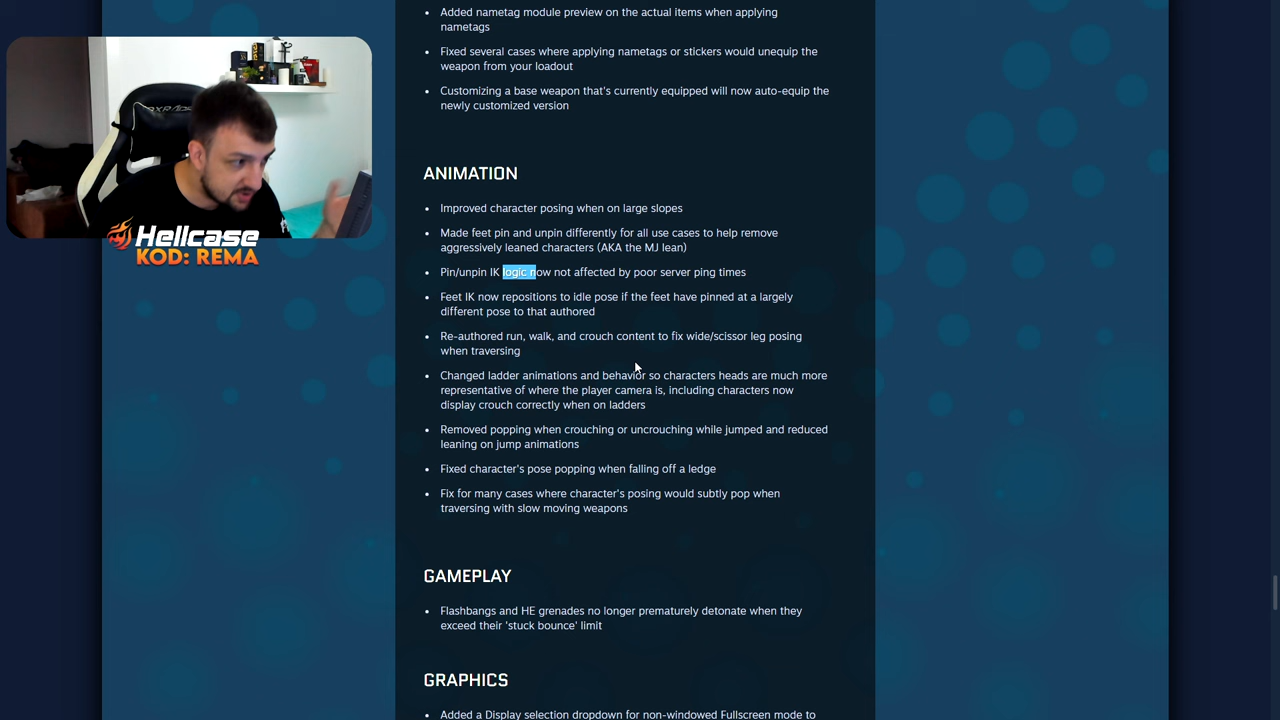 Added nametag module preview on the actual items when applying
nametags
Fixed several cases where applying nametags or stickers would unequip the
weapon from your loadout
Customizing a base weapon that's currently equipped will now auto-equip the
newly customized version
Hellcase
KOD: REMA
ANIMATION
Improved character posing when on large slopes
Made feet pin and unpin differently for all use cases to help remove
aggressively leaned characters (AKA the MJ lean)
Pin/unpin IK logic now not affected by poor server ping times
Feet IK now repositions to idle pose if the feet have pinned at a largely
different pose to that authored
Re-authored run, walk, and crouch content to fix wide/scissor leg posing
when traversing
Changed ladder animations and behavior so characters heads are much more
representative of where the player camera is, including characters now
display crouch correctly when on ladders
Removed popping when crouching or uncrouching while jumped and reduced
leaning on jump animations
Fixed character's pose popping when falling off a ledge
Fix for many cases where character's posing would subtly pop when
traversing with slow moving weapons
GAMEPLAY
Flashbangs and HE grenades no longer prematurely detonate when they
exceed their 'stuck bounce' limit
GRAPHICS
Added a Display selection dropdown for non-windowed Fullscreen mode to